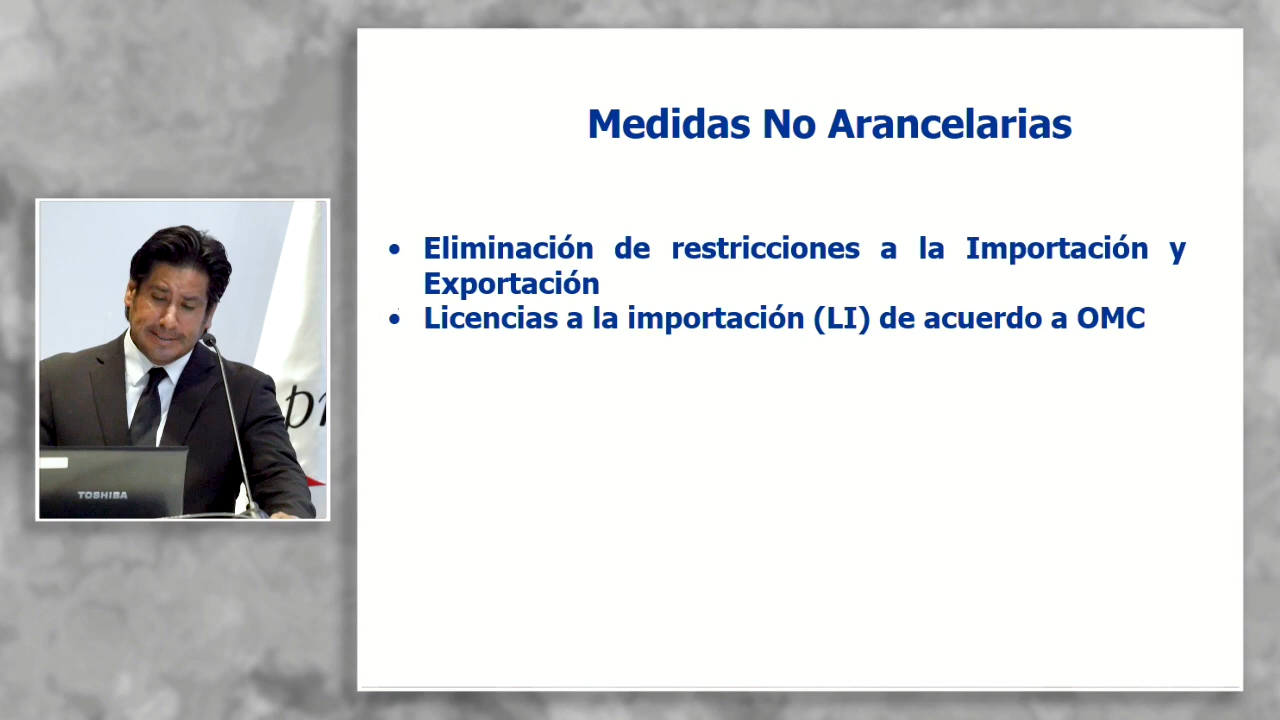 Medidas No Arancelarias
• Eliminación de restricciones a la Importación y
Exportación
• Licencias a la importación (LI) de acuerdo a OMC
TOSHIBA